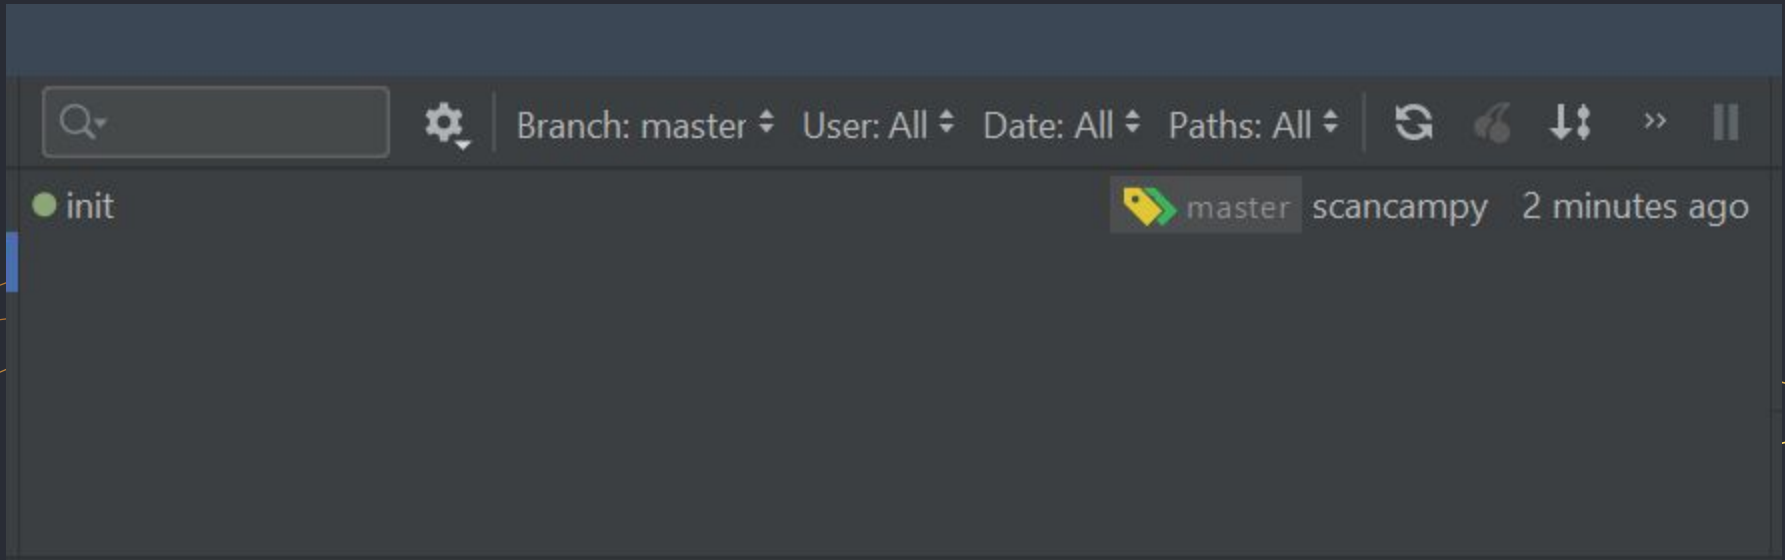 Branch: master User: All Date: All Paths: All
init master scancampy 2 minutes ago